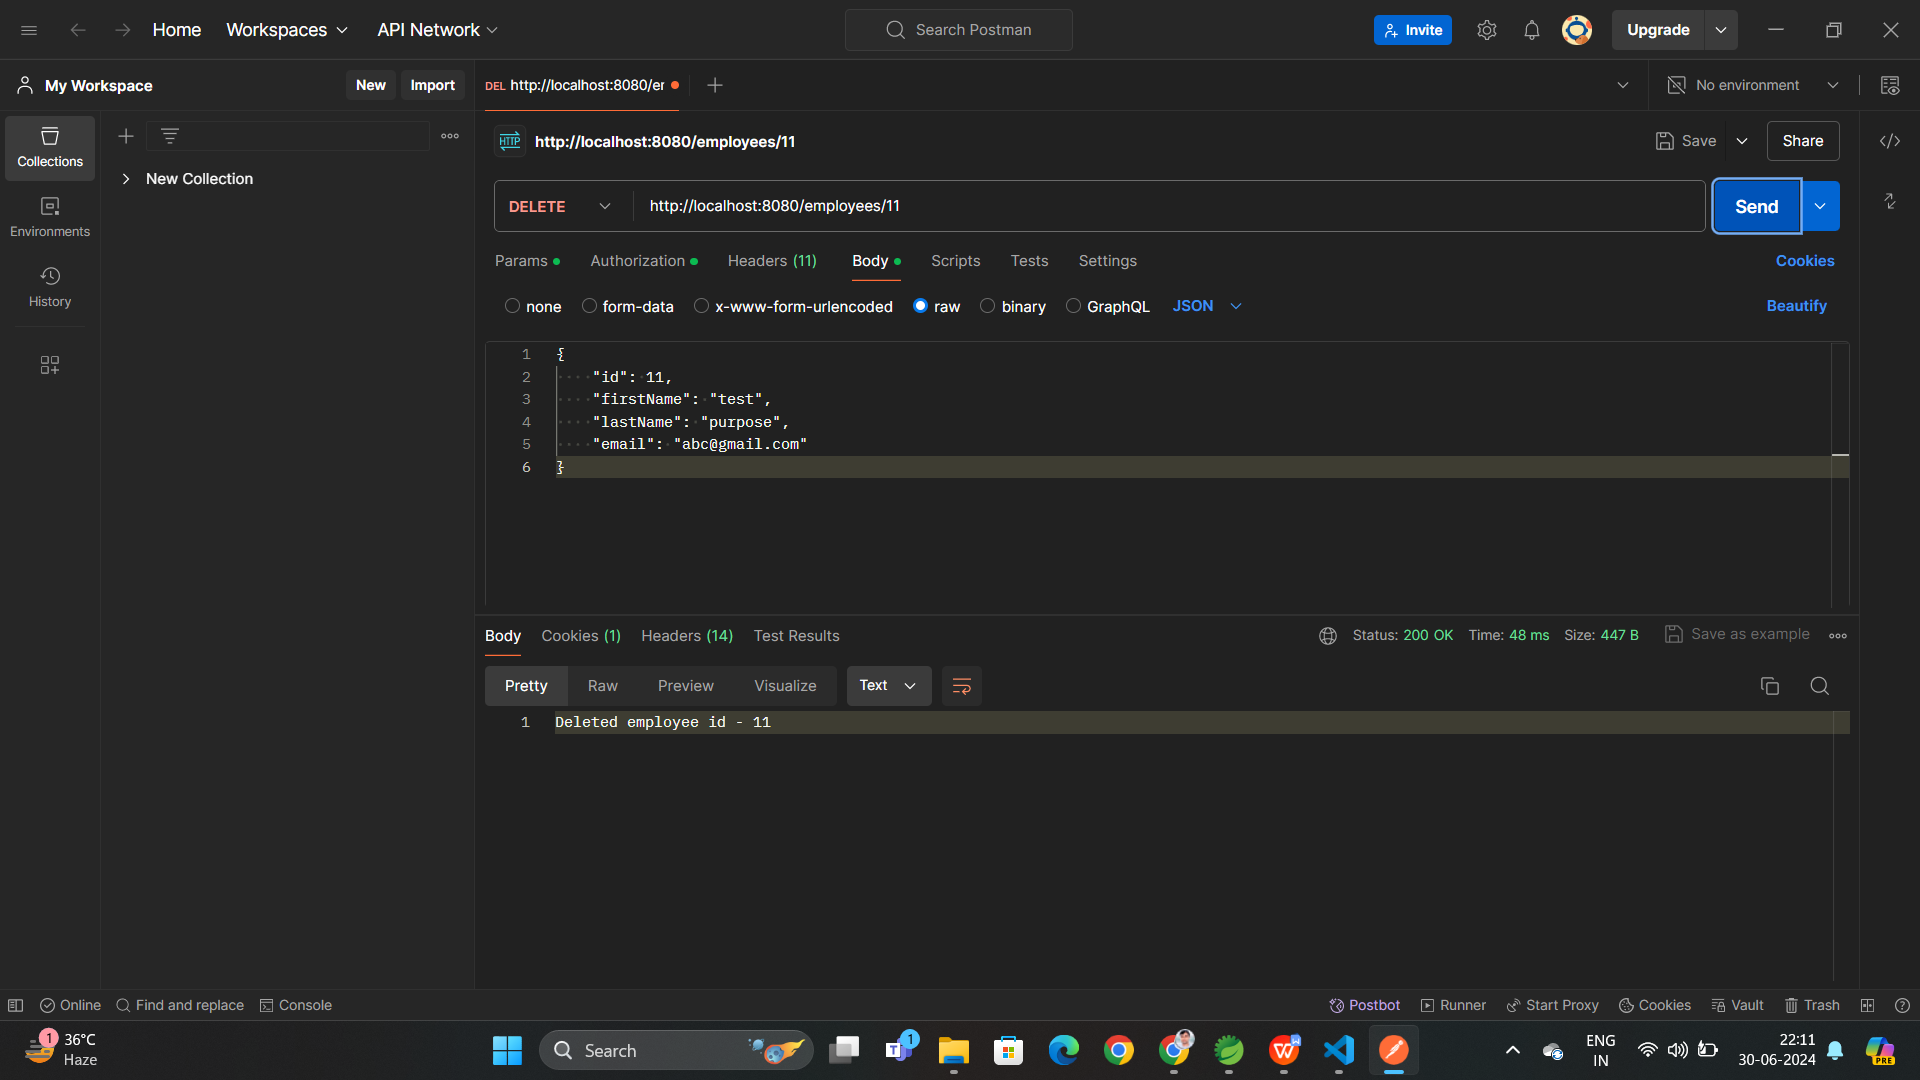 Home Workspaces API Network Search Postman Invite Upgrade
My Workspace New Import DEL http://localhost:8080/er No environment
HTTP http://localhost:8080/employees/11 Save Share
Collections
New Collection
Environments
History
DELETE http://localhost:8080/employees/11 Send
Params Authorization Headers (11) Body Scripts Tests Settings Cookies
none form-data x-www-form-urlencoded raw binary GraphQL JSON Beautify
1 {
2 "id": 11,
3 "firstName": "test",
4 "lastName": "purpose",
5 "email": "abc@gmail.com"
6 }
Body Cookies (1) Headers (14) Test Results Status: 200 OK Time: 48 ms Size: 447 B Save as example
Pretty Raw Preview Visualize Text
1 Deleted employee id - 11
Online Find and replace Console Postbot Runner Start Proxy Cookies Vault Trash
1 36°C
Haze
Search
1
ENG
IN
22:11
30-06-2024
PRE